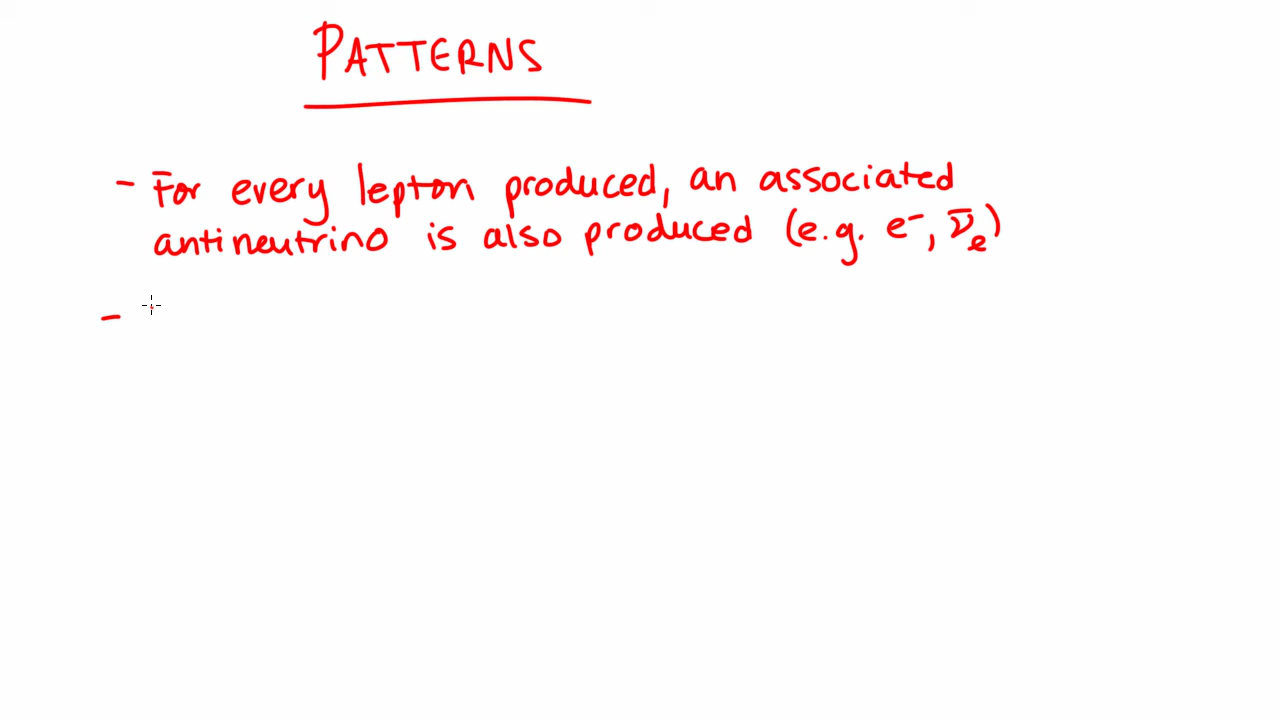 PATTERNS
- For every lepton produced, an associated
antineutrino is also produced (e.g. e⁻, ν̅ₑ)
-